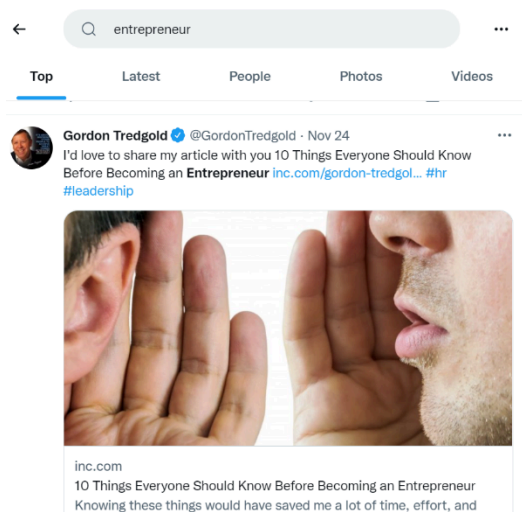 entrepreneur
Top Latest People Photos Videos
Gordon Tredgold @GordonTredgold · Nov 24
I'd love to share my article with you 10 Things Everyone Should Know
Before Becoming an Entrepreneur inc.com/gordon-tredgol... #hr
#leadership
inc.com
10 Things Everyone Should Know Before Becoming an Entrepreneur
Knowing these things would have saved me a lot of time, effort, and